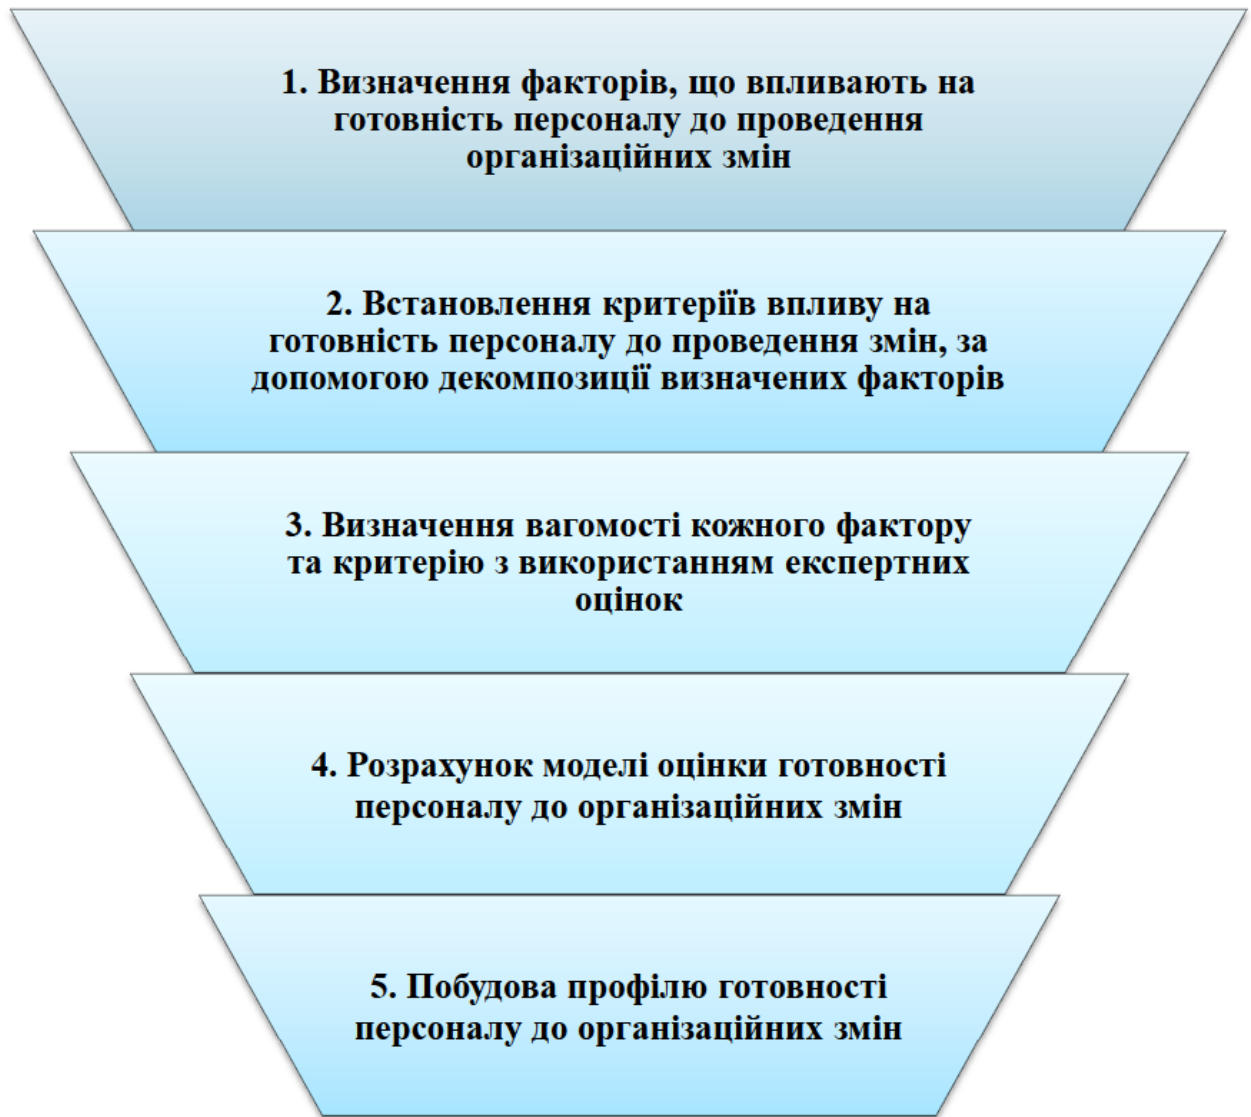 1. Визначення факторів, що впливають на
готовність персоналу до проведення
організаційних змін
2. Встановлення критеріїв впливу на
готовність персоналу до проведення змін, за
допомогою декомпозиції визначених факторів
3. Визначення вагомості кожного фактору
та критерію з використанням експертних
оцінок
4. Розрахунок моделі оцінки готовності
персоналу до організаційних змін
5. Побудова профілю готовності
персоналу до організаційних змін